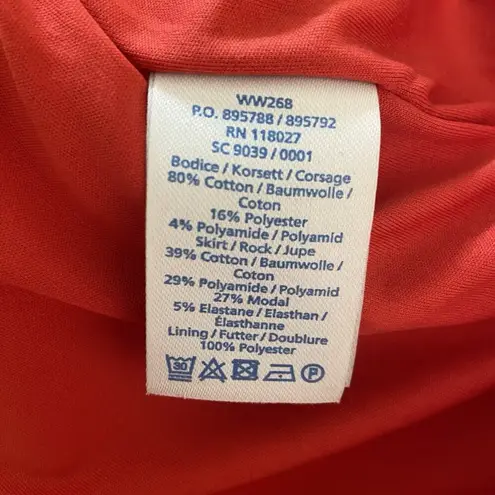 WW268
P.O. 895788 / 895792
RN 118027
SC 9039 / 0001
Bodice / Korsett / Corsage
80% Cotton / Baumwolle /
Coton
16% Polyester
4% Polyamide / Polyamid
Skirt / Rock / Jupe
39% Cotton / Baumwolle /
Coton
29% Polyamide / Polyamid
27% Modal
5% Elastane / Elasthan /
Élasthanne
Lining / Futter / Doublure
100% Polyester
30 P